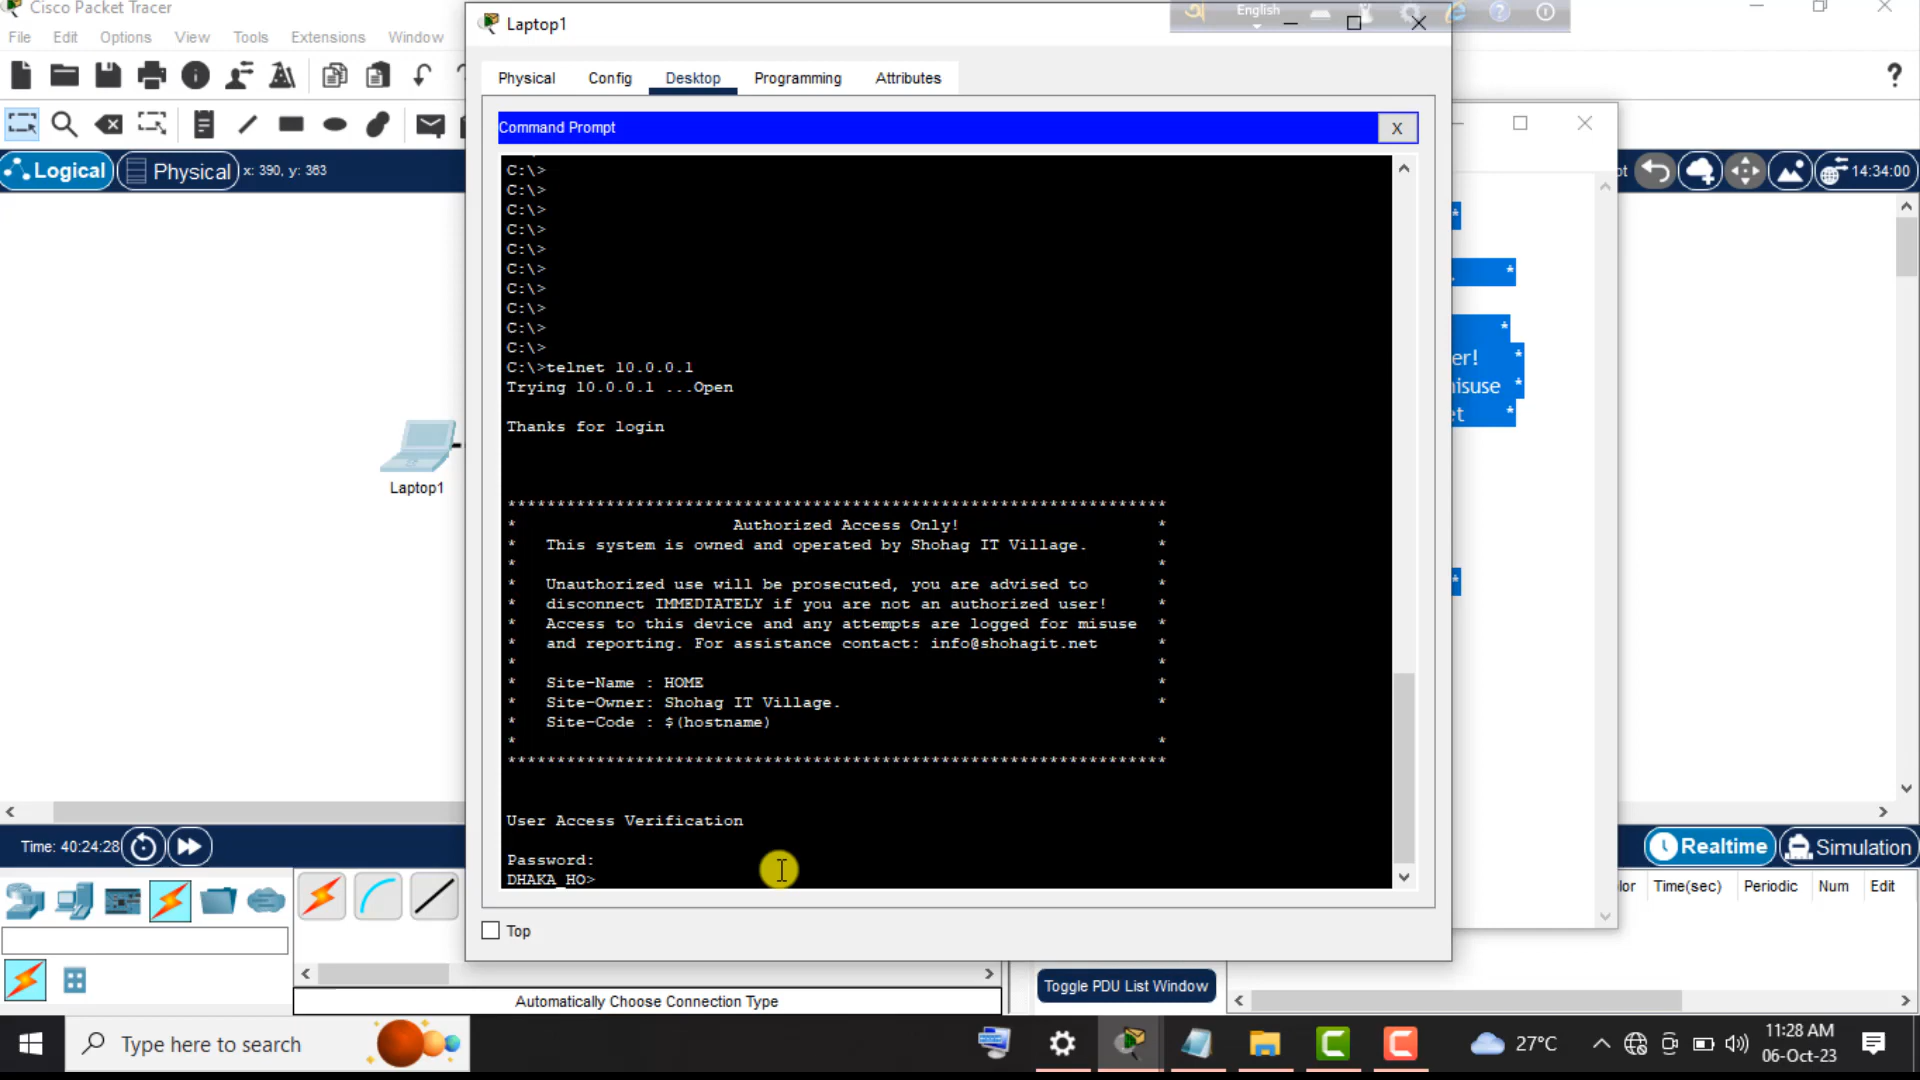 Cisco Packet Tracer
File Edit Options View Tools Extensions Window
Logical
Physical
x: 390, y: 363
Laptop1
English
Physical Config Desktop Programming Attributes
Command Prompt
X
C:\>
C:\>
C:\>
C:\>
C:\>
C:\>
C:\>
C:\>
C:\>
C:\>
C:\>telnet 10.0.0.1
Trying 10.0.0.1 ...Open
Thanks for login
*******************************************************************
* Authorized Access Only! *
* This system is owned and operated by Shohag IT Village. *
* *
* Unauthorized use will be prosecuted, you are advised to *
* disconnect IMMEDIATELY if you are not an authorized user! *
* Access to this device and any attempts are logged for misuse *
* and reporting. For assistance contact: info@shohagit.net *
* *
* Site-Name : HOME *
* Site-Owner: Shohag IT Village. *
* Site-Code : $(hostname)
* *
*******************************************************************
User Access Verification
Password:
DHAKA_HO>
Top
Laptop1
?
pt
14:34:00
*
. *
*
er! *
isuse *
et *
*
Time: 40:24:28
Realtime
Simulation
Time(sec) Periodic Num Edit
Automatically Choose Connection Type
Toggle PDU List Window
Type here to search
27°C
11:28 AM
06-Oct-23